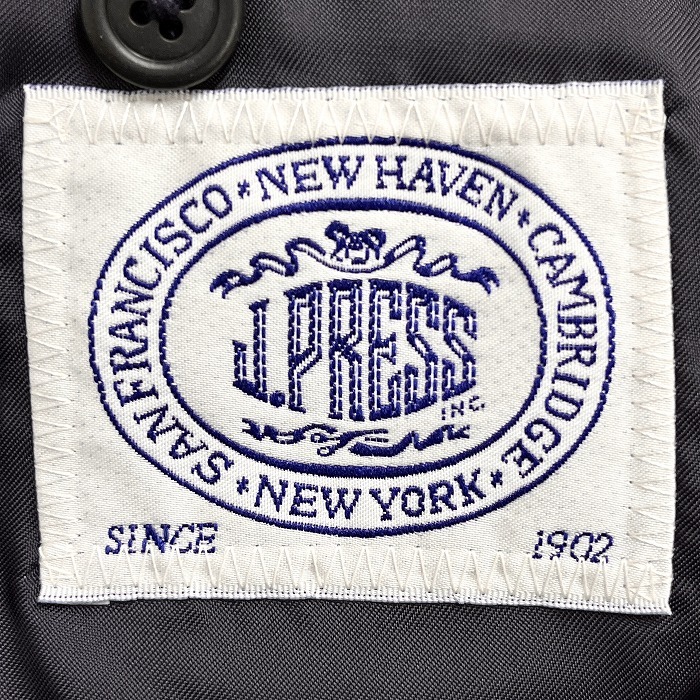 SAN FRANCISCO * NEW HAVEN * CAMBRIDGE * NEW YORK *
J. PRESS
INC.
SINCE 1902